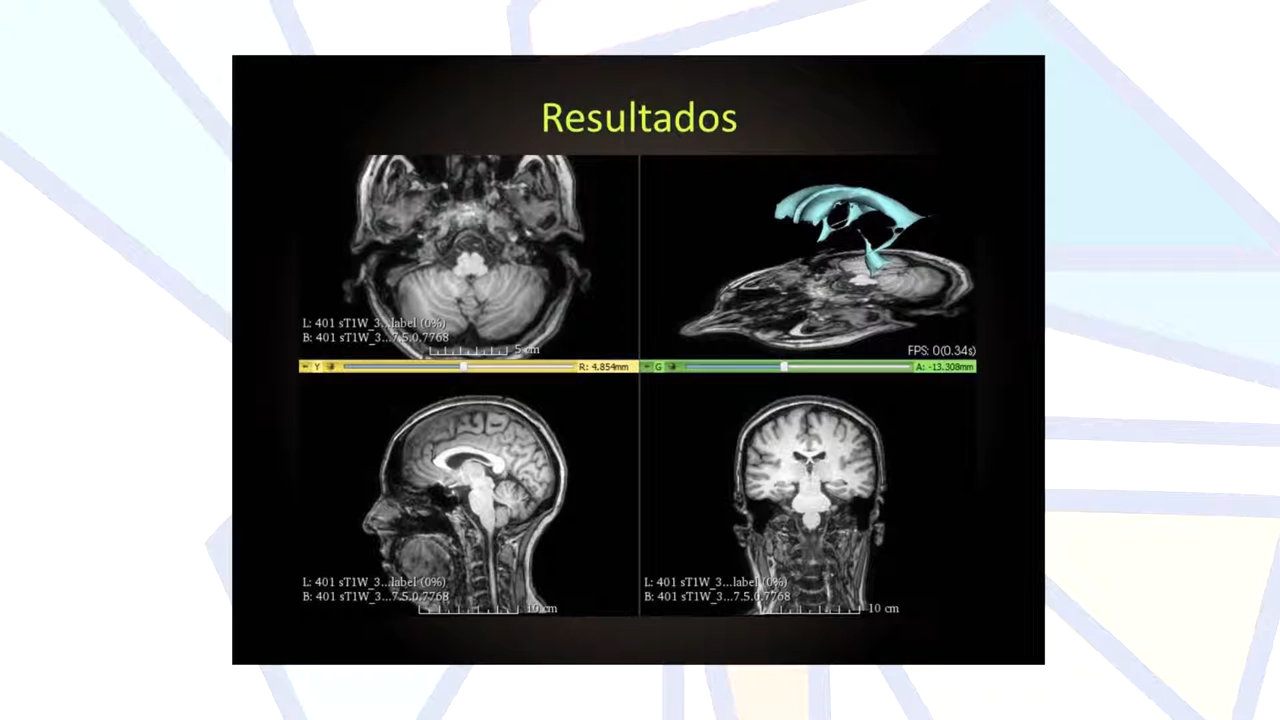 Resultados
L: 401 sT1W_3...label (0%)
B: 401 sT1W_3...7.5.0.7768
5 cm
FPS: 0(0.34s)
Y
R: 4.854mm
G
A: -13.308mm
L: 401 sT1W_3...label (0%)
B: 401 sT1W_3...7.5.0.7768
10 cm
L: 401 sT1W_3...label (0%)
B: 401 sT1W_3...7.5.0.7768
10 cm